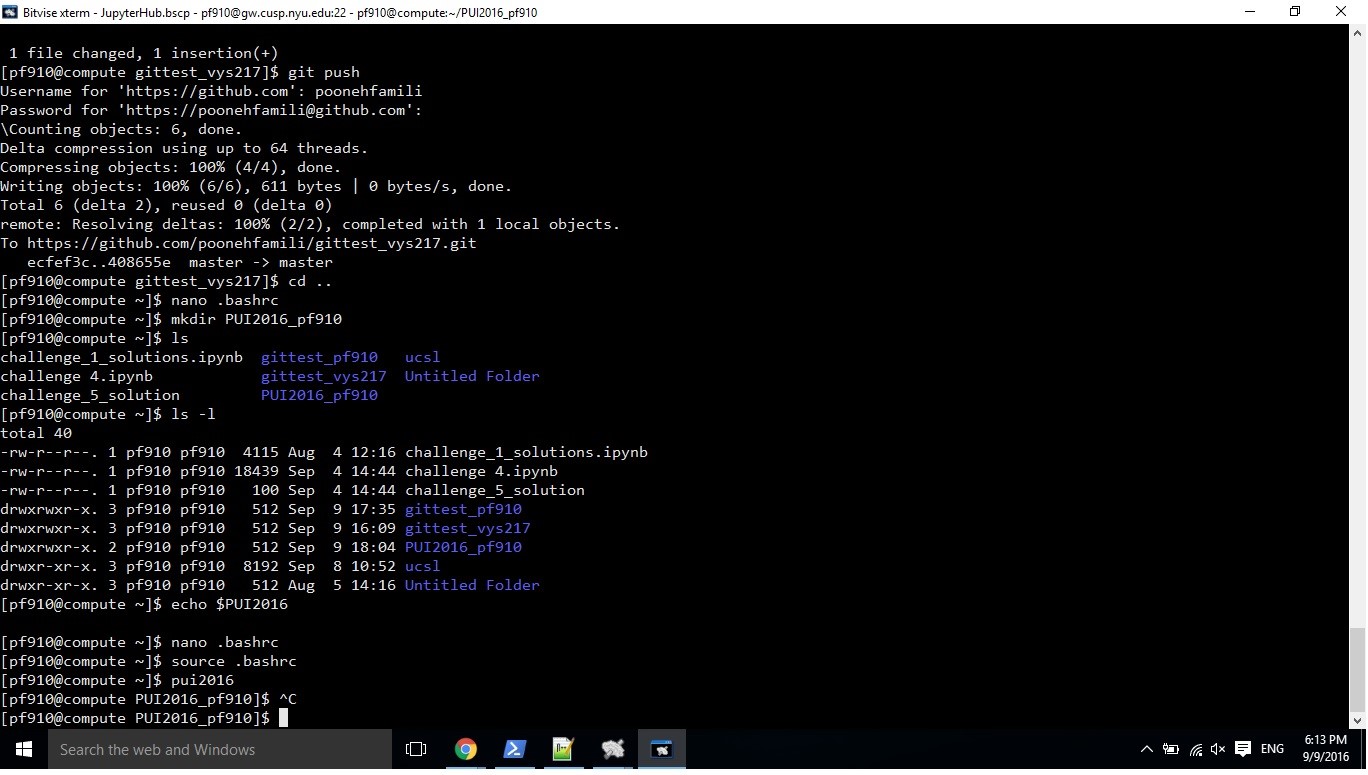 Bitvise xterm - JupyterHub.bscp - pf910@gw.cusp.nyu.edu:22 - pf910@compute:~/PUI2016_pf910
 1 file changed, 1 insertion(+)
[pf910@compute gittest_vys217]$ git push
Username for 'https://github.com': poonehfamili
Password for 'https://poonehfamili@github.com':
\Counting objects: 6, done.
Delta compression using up to 64 threads.
Compressing objects: 100% (4/4), done.
Writing objects: 100% (6/6), 611 bytes | 0 bytes/s, done.
Total 6 (delta 2), reused 0 (delta 0)
remote: Resolving deltas: 100% (2/2), completed with 1 local objects.
To https://github.com/poonehfamili/gittest_vys217.git
   ecfef3c..408655e  master -> master
[pf910@compute gittest_vys217]$ cd ..
[pf910@compute ~]$ nano .bashrc
[pf910@compute ~]$ mkdir PUI2016_pf910
[pf910@compute ~]$ ls
challenge_1_solutions.ipynb  gittest_pf910   ucsl
challenge 4.ipynb            gittest_vys217  Untitled Folder
challenge_5_solution         PUI2016_pf910
[pf910@compute ~]$ ls -l
total 40
-rw-r--r--. 1 pf910 pf910  4115 Aug  4 12:16 challenge_1_solutions.ipynb
-rw-r--r--. 1 pf910 pf910 18439 Sep  4 14:44 challenge 4.ipynb
-rw-r--r--. 1 pf910 pf910   100 Sep  4 14:44 challenge_5_solution
drwxrwxr-x. 3 pf910 pf910   512 Sep  9 17:35 gittest_pf910
drwxrwxr-x. 3 pf910 pf910   512 Sep  9 16:09 gittest_vys217
drwxrwxr-x. 2 pf910 pf910   512 Sep  9 18:04 PUI2016_pf910
drwxr-xr-x. 3 pf910 pf910  8192 Sep  8 10:52 ucsl
drwxr-xr-x. 3 pf910 pf910   512 Aug  5 14:16 Untitled Folder
[pf910@compute ~]$ echo $PUI2016
[pf910@compute ~]$ nano .bashrc
[pf910@compute ~]$ source .bashrc
[pf910@compute ~]$ pui2016
[pf910@compute PUI2016_pf910]$ ^C
[pf910@compute PUI2016_pf910]$
Search the web and Windows
ENG
6:13 PM
9/9/2016